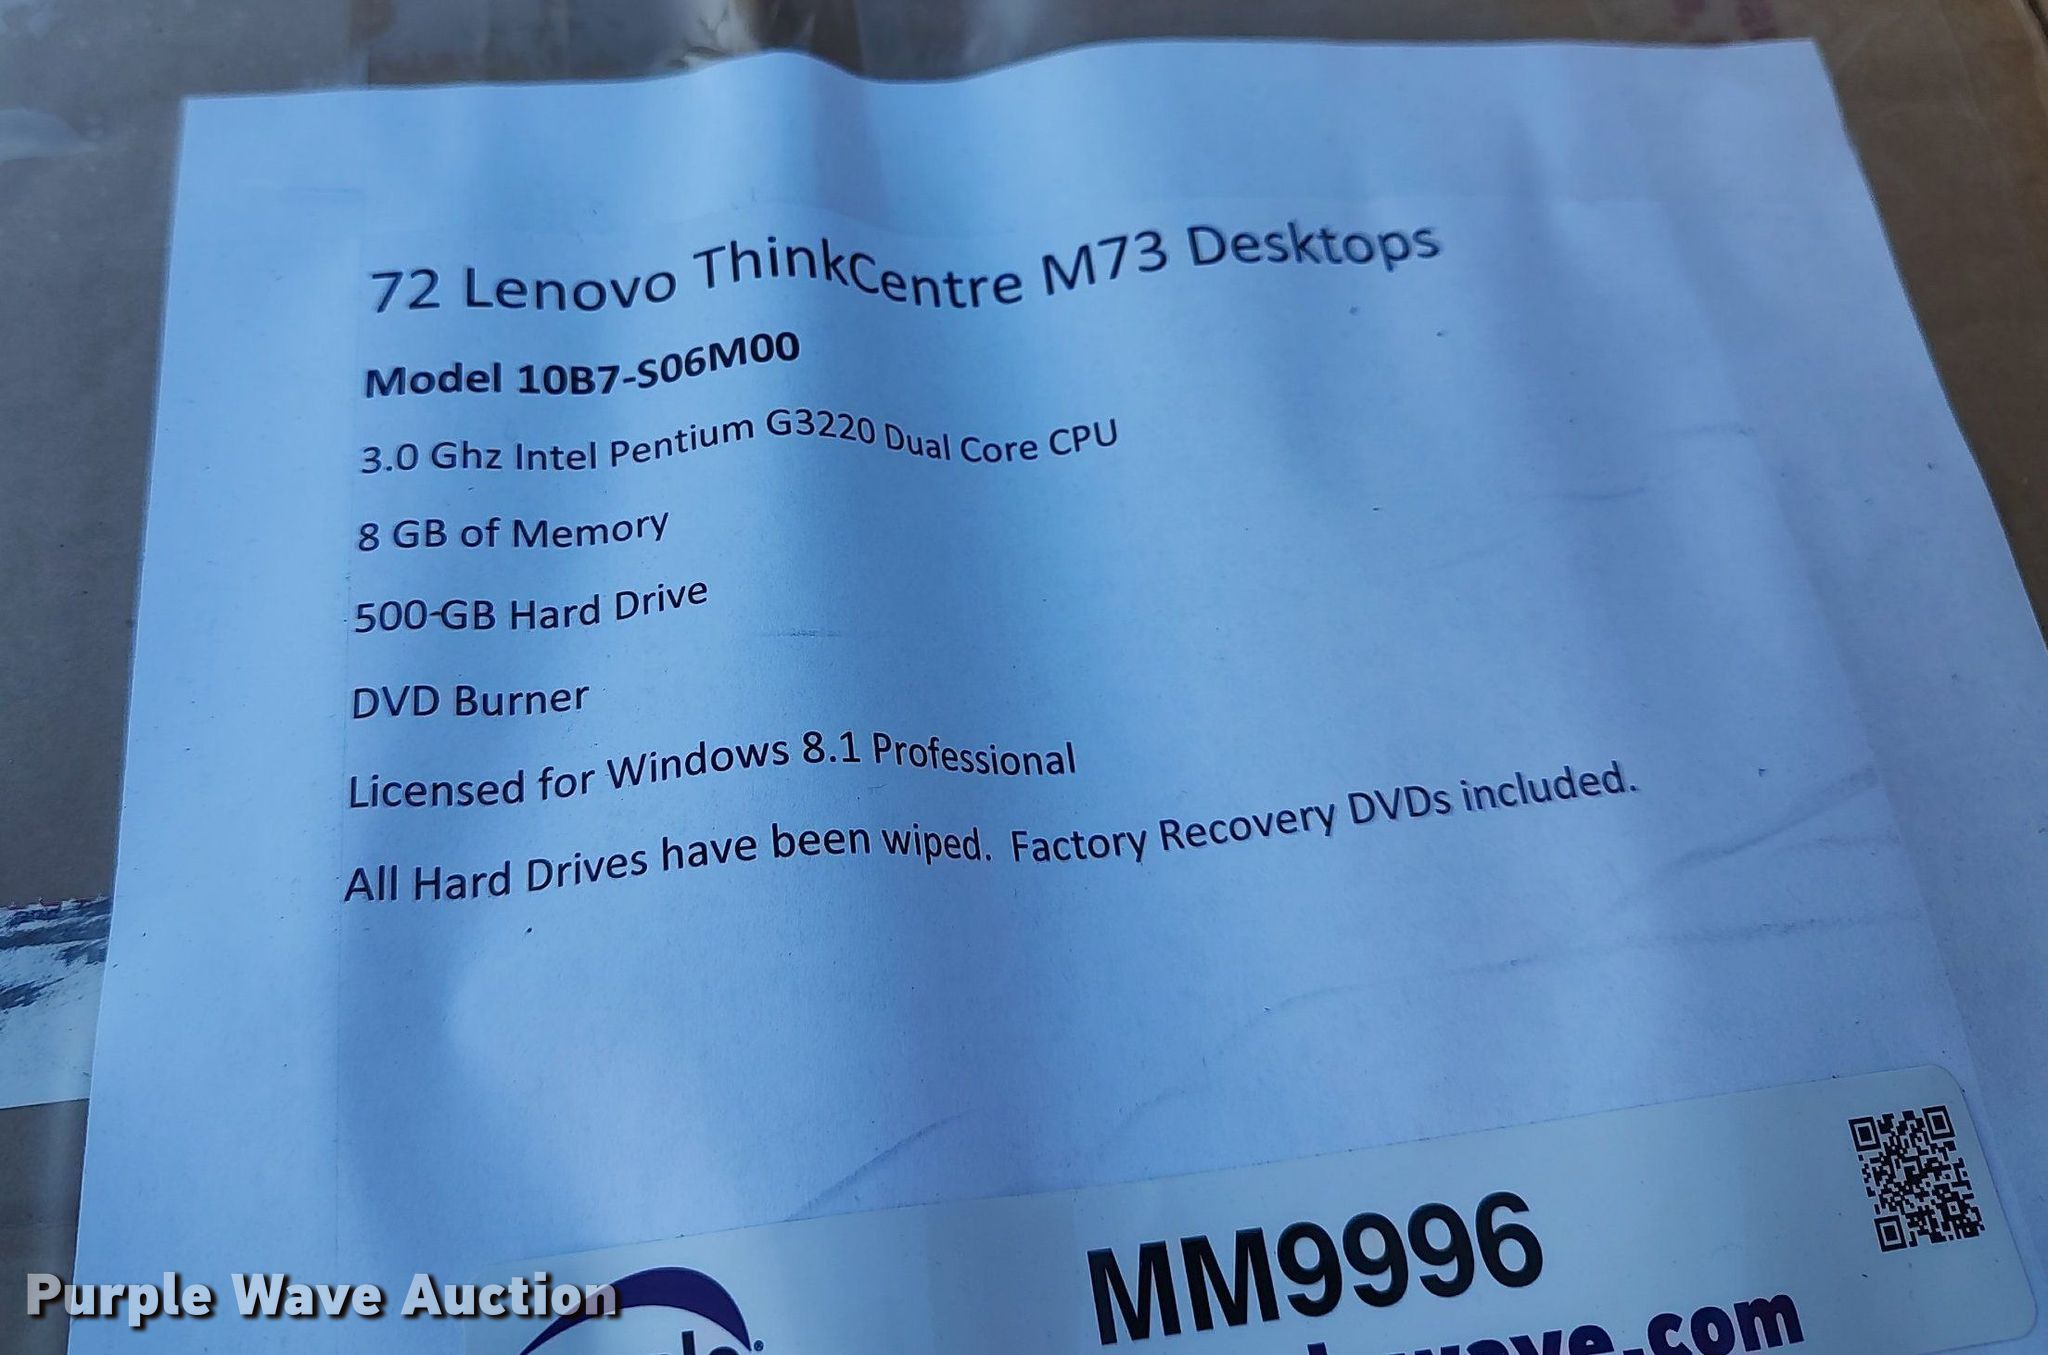 72 Lenovo ThinkCentre M73 Desktops
Model 10B7-S06M00
3.0 Ghz Intel Pentium G3220 Dual Core CPU
8 GB of Memory
500-GB Hard Drive
DVD Burner
Licensed for Windows 8.1 Professional
All Hard Drives have been wiped. Factory Recovery DVDs included.
MM9996
wave.com
Purple Wave Auction